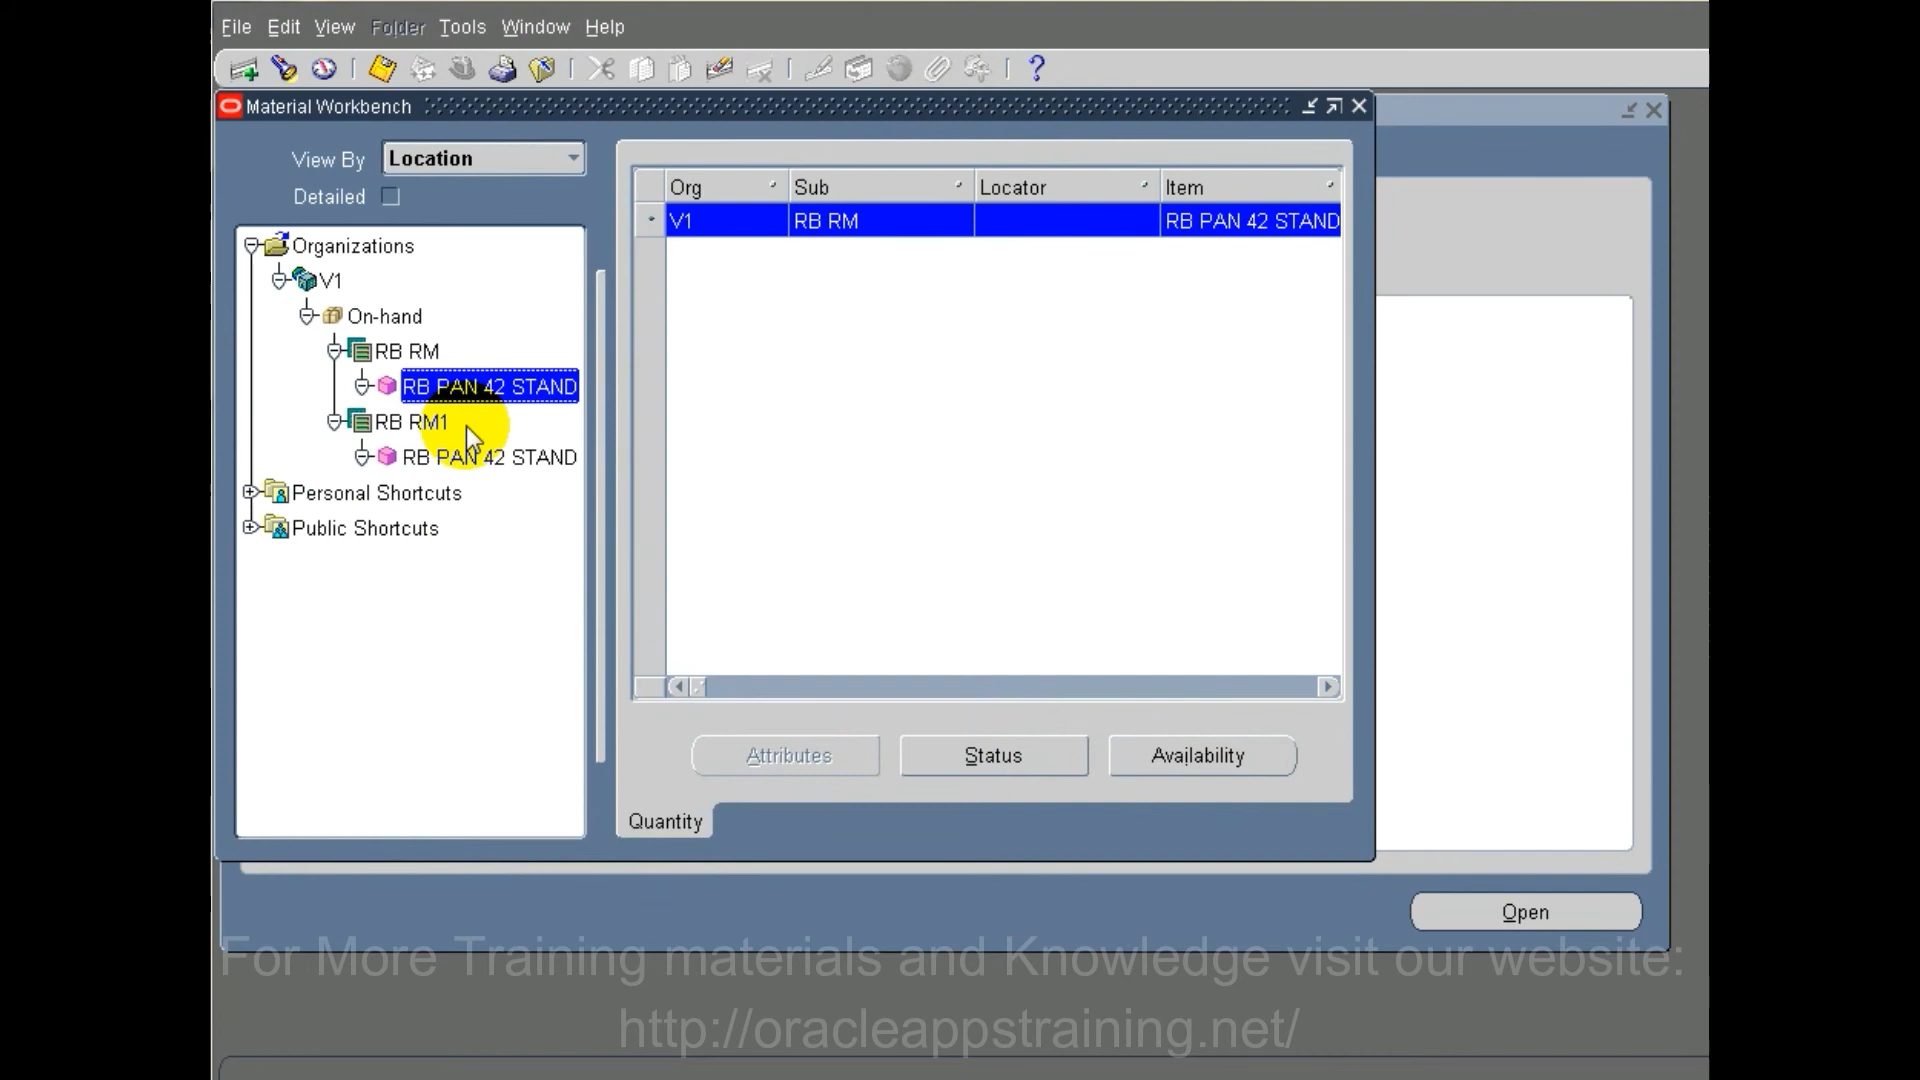 File Edit View Folder Tools Window Help
Material Workbench
View By Location
Detailed
Organizations
V1
On-hand
RB RM
RB PAN 42 STAND
RB RM1
RB PAN 42 STAND
Personal Shortcuts
Public Shortcuts
Org Sub Locator Item
V1 RB RM RB PAN 42 STAND
Attributes Status Availability
Quantity
Open
For More Training materials and Knowledge visit our website:
http://oracleappstraining.net/